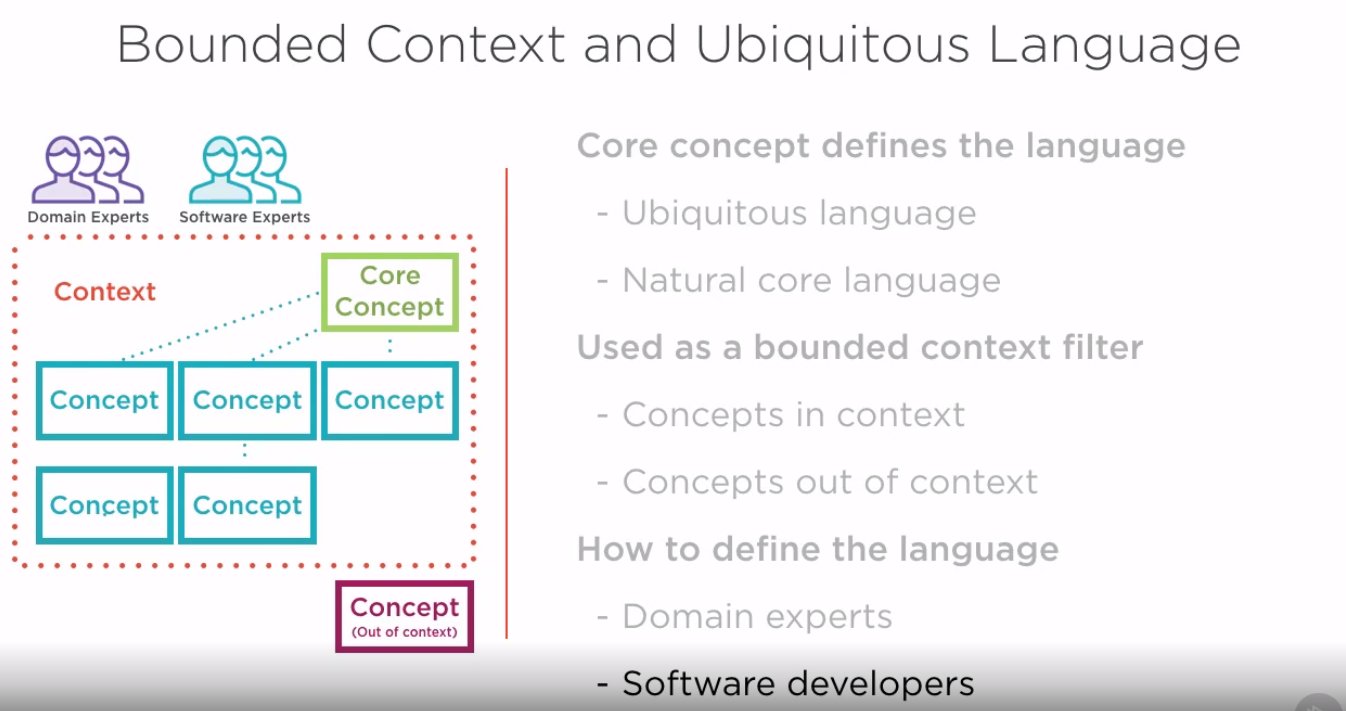 Bounded Context and Ubiquitous Language
Domain Experts
Software Experts
Context
Core
Concept
Concept
Concept
Concept
Concept
Concept
Concept
(Out of context)
Core concept defines the language
- Ubiquitous language
- Natural core language
Used as a bounded context filter
- Concepts in context
- Concepts out of context
How to define the language
- Domain experts
- Software developers